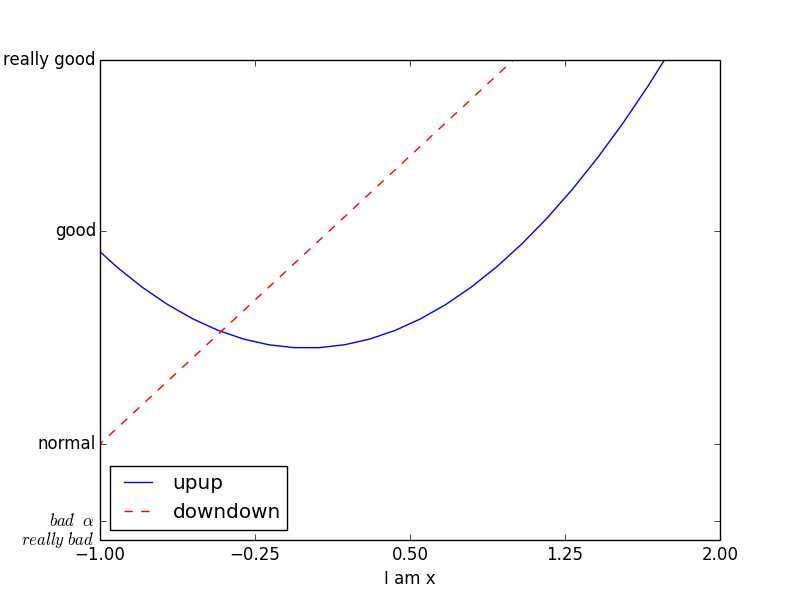 really good
good
normal
bad α
really bad
upup
downdown
−1.00 −0.25 0.50 1.25 2.00
I am x